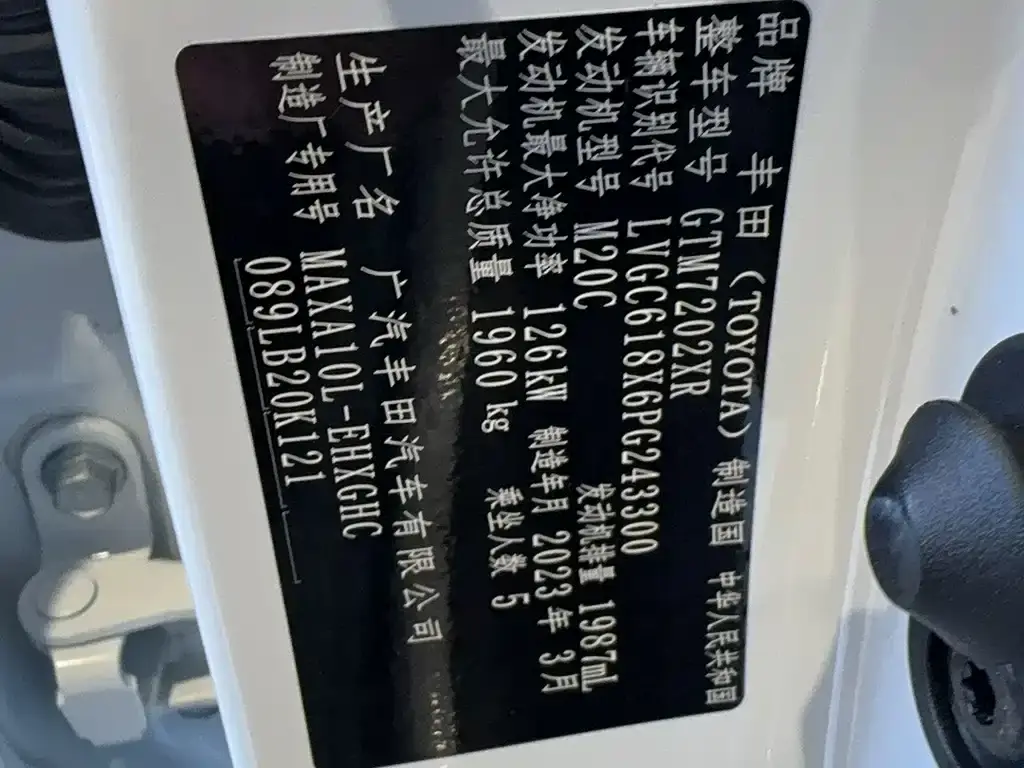 品牌 丰田 (TOYOTA) 制造国 中华人民共和国
整车型号 GTM7202XR
车辆识别代号 LVGC618X6PG243300
发动机型号 M20C 发动机排量 1987mL
发动机最大净功率 126kW 制造年月 2023年 3月
最大允许总质量 1960 kg 乘坐人数 5
生产厂名 广汽丰田汽车有限公司
制造厂专用号 MAXA10L-EHXGHC
089LB20K121